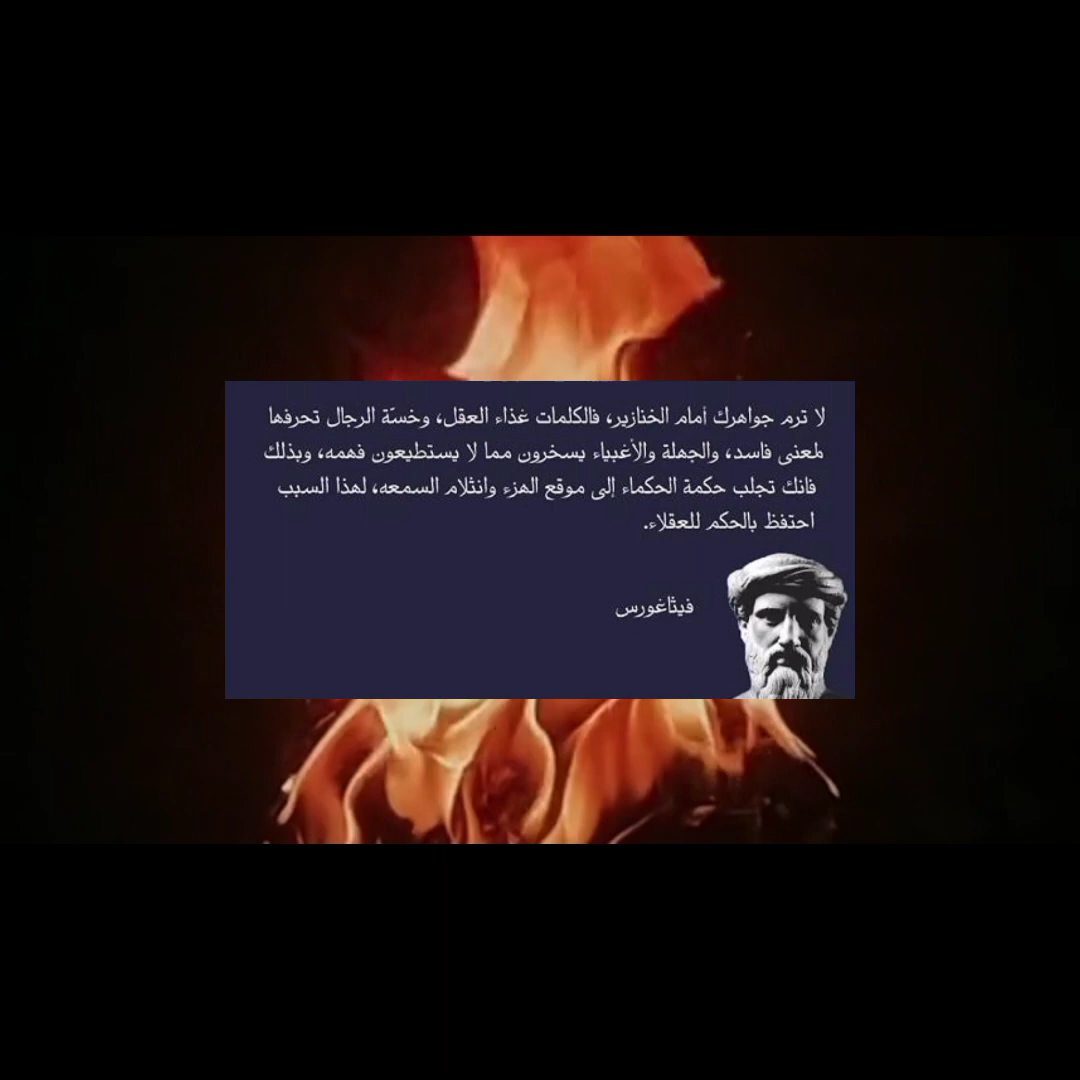 لا ترم جواهرك أمام الخنازير، فالكلمات غذاء العقل، وخسّة الرجال تحرفها
لمعنى فاسد، والجهلة والأغبياء يسخرون مما لا يستطيعون فهمه، وبذلك
فانك تجلب حكمة الحكماء إلى موقع الهزء وانثلام السمعه، لهذا السبب
احتفظ بالحكم للعقلاء.
فيثاغورس